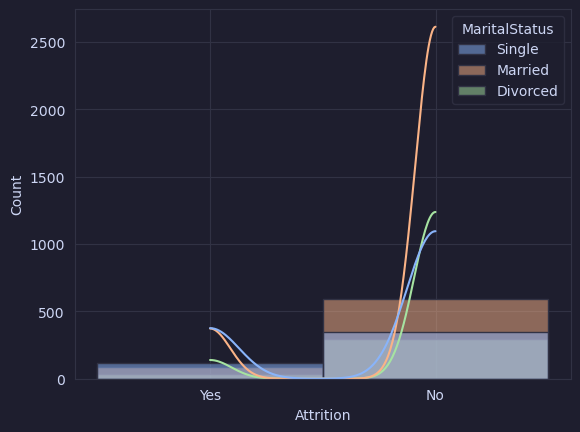 MaritalStatus
Single
Married
Divorced
2500
2000
1500
1000
500
0
Count
Yes
No
Attrition